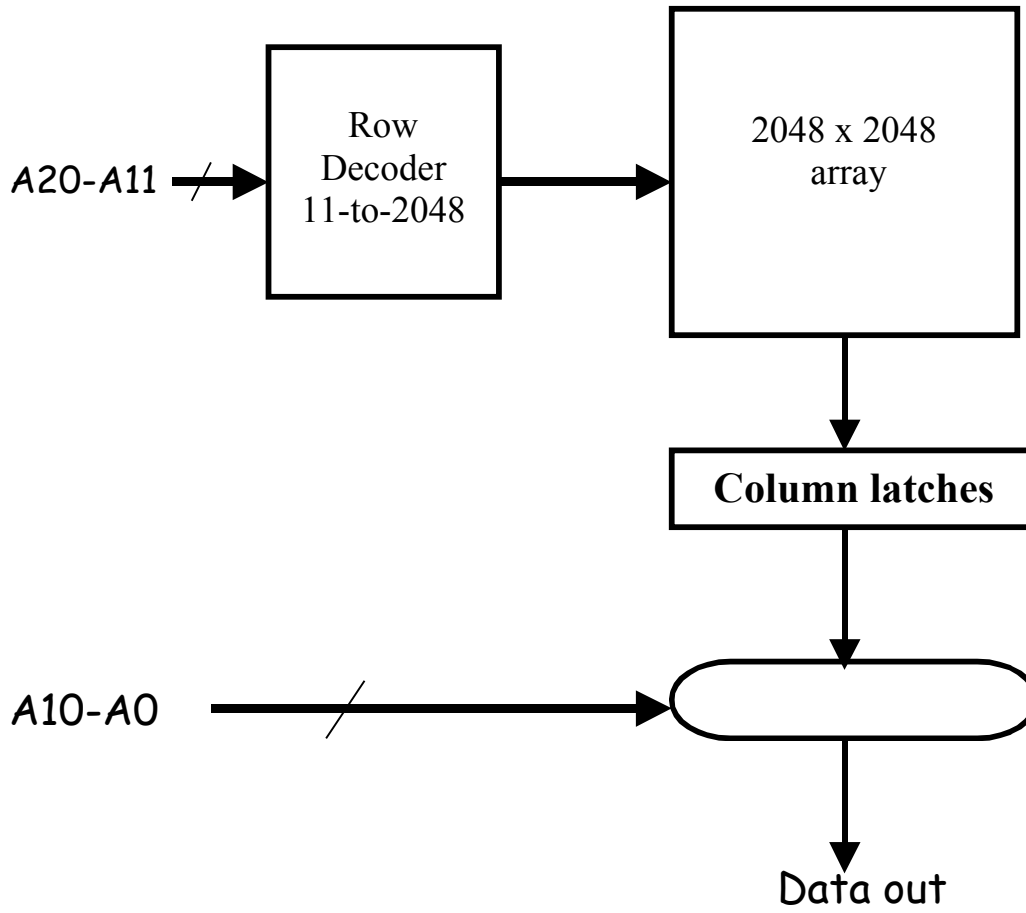 Row
Decoder
11-to-2048
2048 x 2048
array
A20-A11
Column latches
A10-A0
Data out